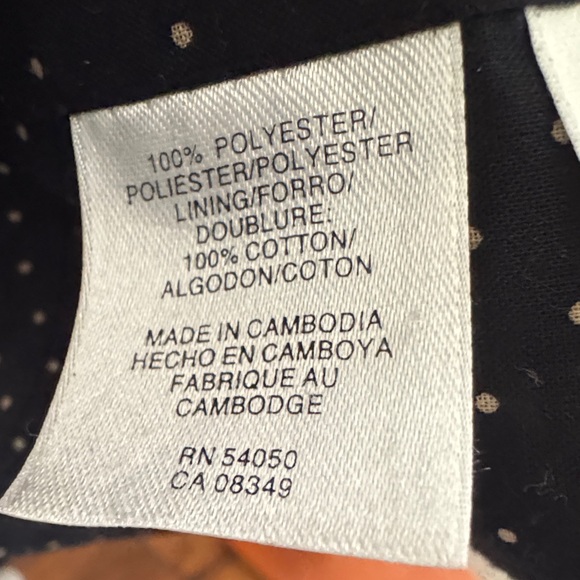 100% POLYESTER/
POLIESTER/POLYESTER
LINING/FORRO/
DOUBLURE:
100% COTTON/
ALGODON/COTON
MADE IN CAMBODIA
HECHO EN CAMBOYA
FABRIQUE AU
CAMBODGE
RN 54050
CA 08349